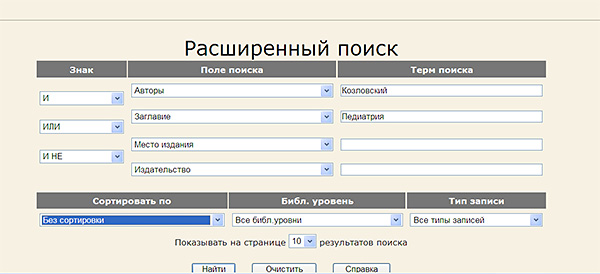 Расширенный поиск
Знак Поле поиска Терм поиска
Авторы Козловский
И
Заглавие Педиатрия
ИЛИ
Место издания
И НЕ
Издательство
Сортировать по Библ. уровень Тип записи
Без сортировки Все библ.уровни Все типы записей
Показывать на странице 10 результатов поиска
Найти Очистить Справка